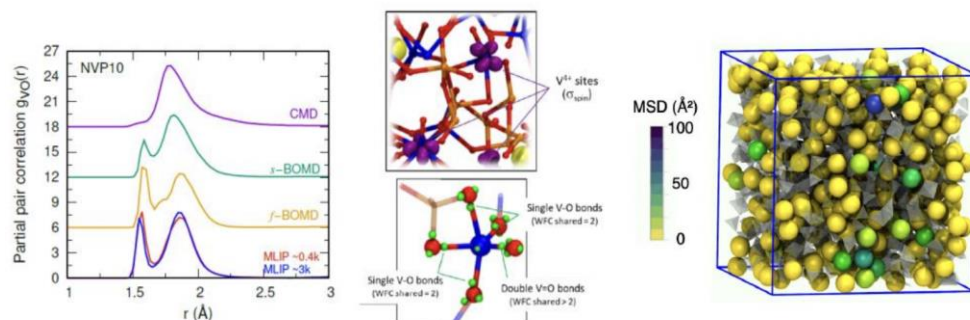 Partial pair correlation gVO(r)
27
24
21
18
15
12
9
6
3
0
NVP10
CMD
s-BOMD
f-BOMD
MLIP ~0.4k
MLIP ~3k
1
1.5
2
2.5
3
r (Å)
V⁴⁺ sites
(σspin)
Single V-O bonds
(WFC shared = 2)
Single V-O bonds
(WFC shared = 2)
Double V=O bonds
(WFC shared > 2)
MSD (Å²)
100
50
0